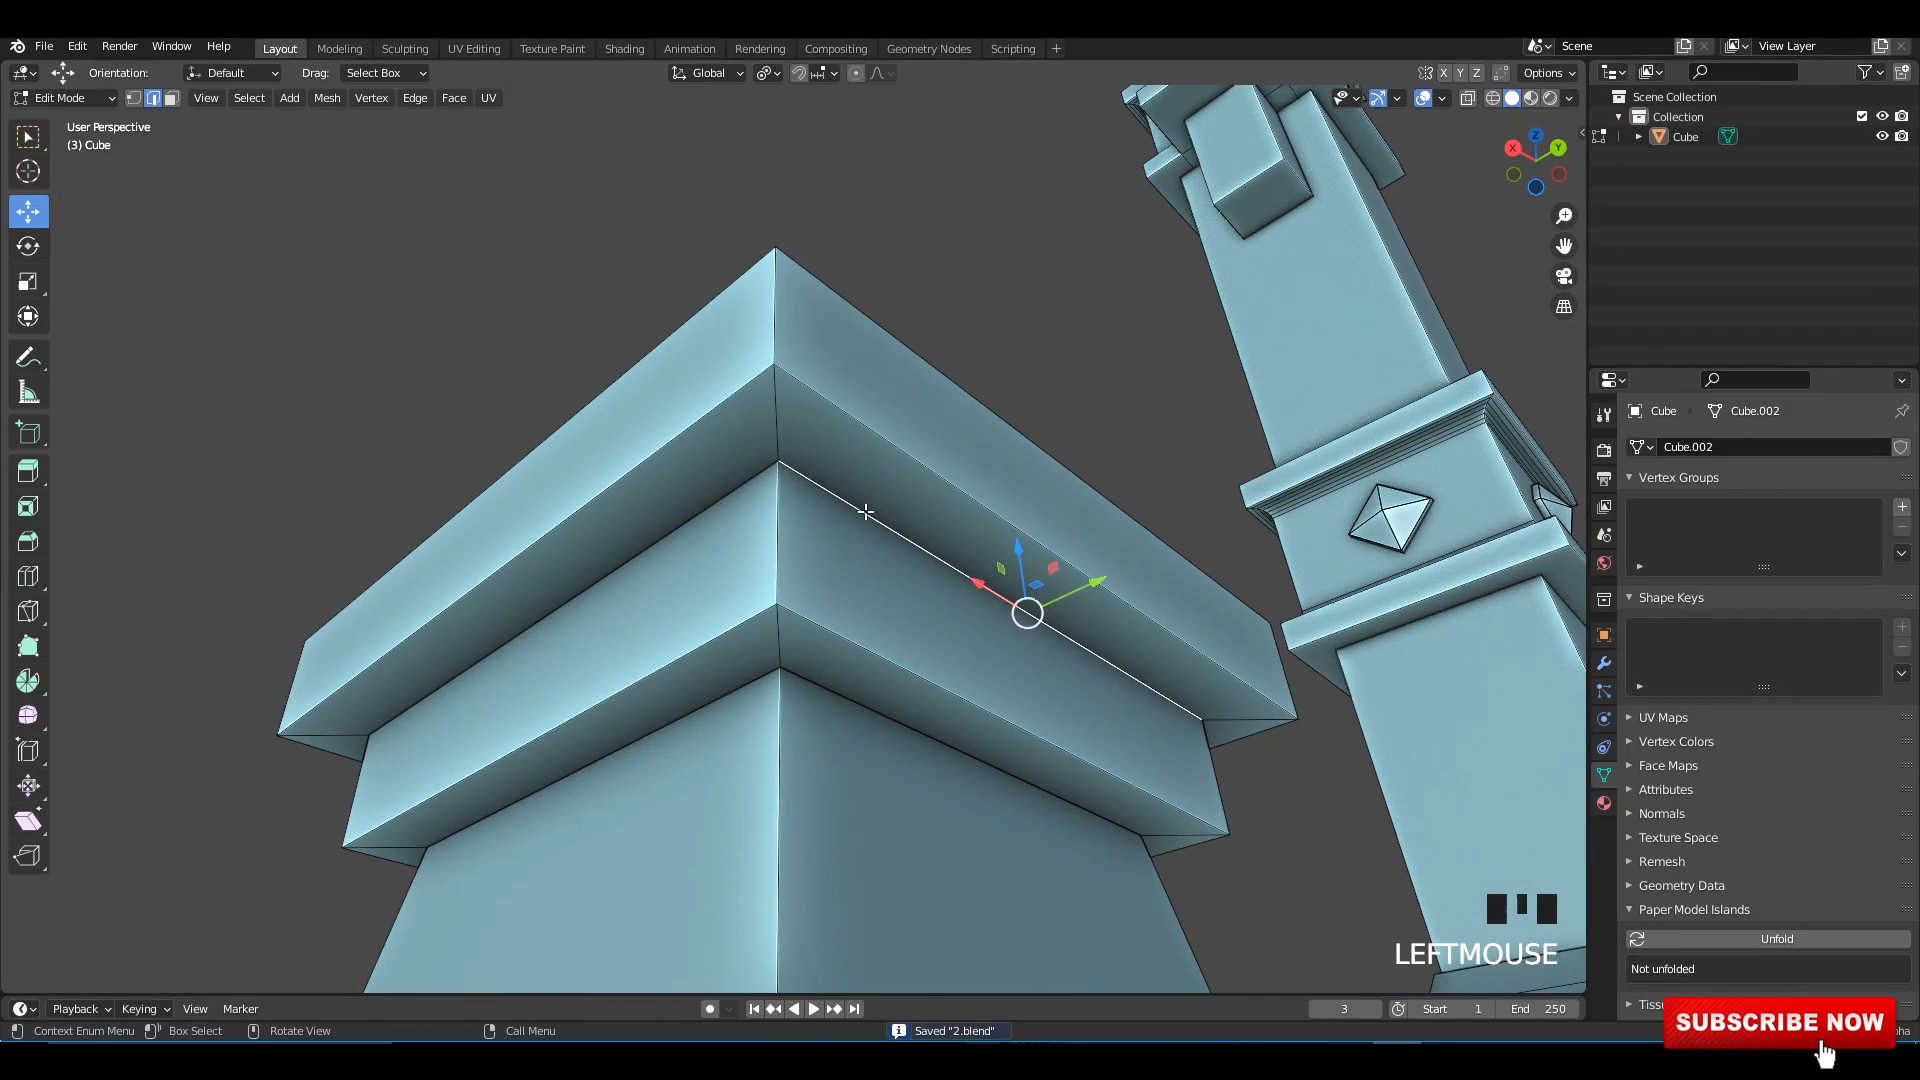 File Edit Render Window Help Layout Modeling Sculpting UV Editing Texture Paint Shading Animation Rendering Compositing Geometry Nodes Scripting + Scene View Layer
Orientation: Default Drag: Select Box Global X Y Z Options
Edit Mode View Select Add Mesh Vertex Edge Face UV
Scene Collection
Collection
Cube
User Perspective
(3) Cube
X Y Z
Cube Cube.002
Cube.002
Vertex Groups
Shape Keys
UV Maps
Vertex Colors
Face Maps
Attributes
Normals
Texture Space
Remesh
Geometry Data
Paper Model Islands
Unfold
Not unfolded
LEFTMOUSE
Playback Keying View Marker 3 Start 1 End 250
Context Enum Menu Box Select Rotate View Call Menu Saved "2.blend"
SUBSCRIBE NOW